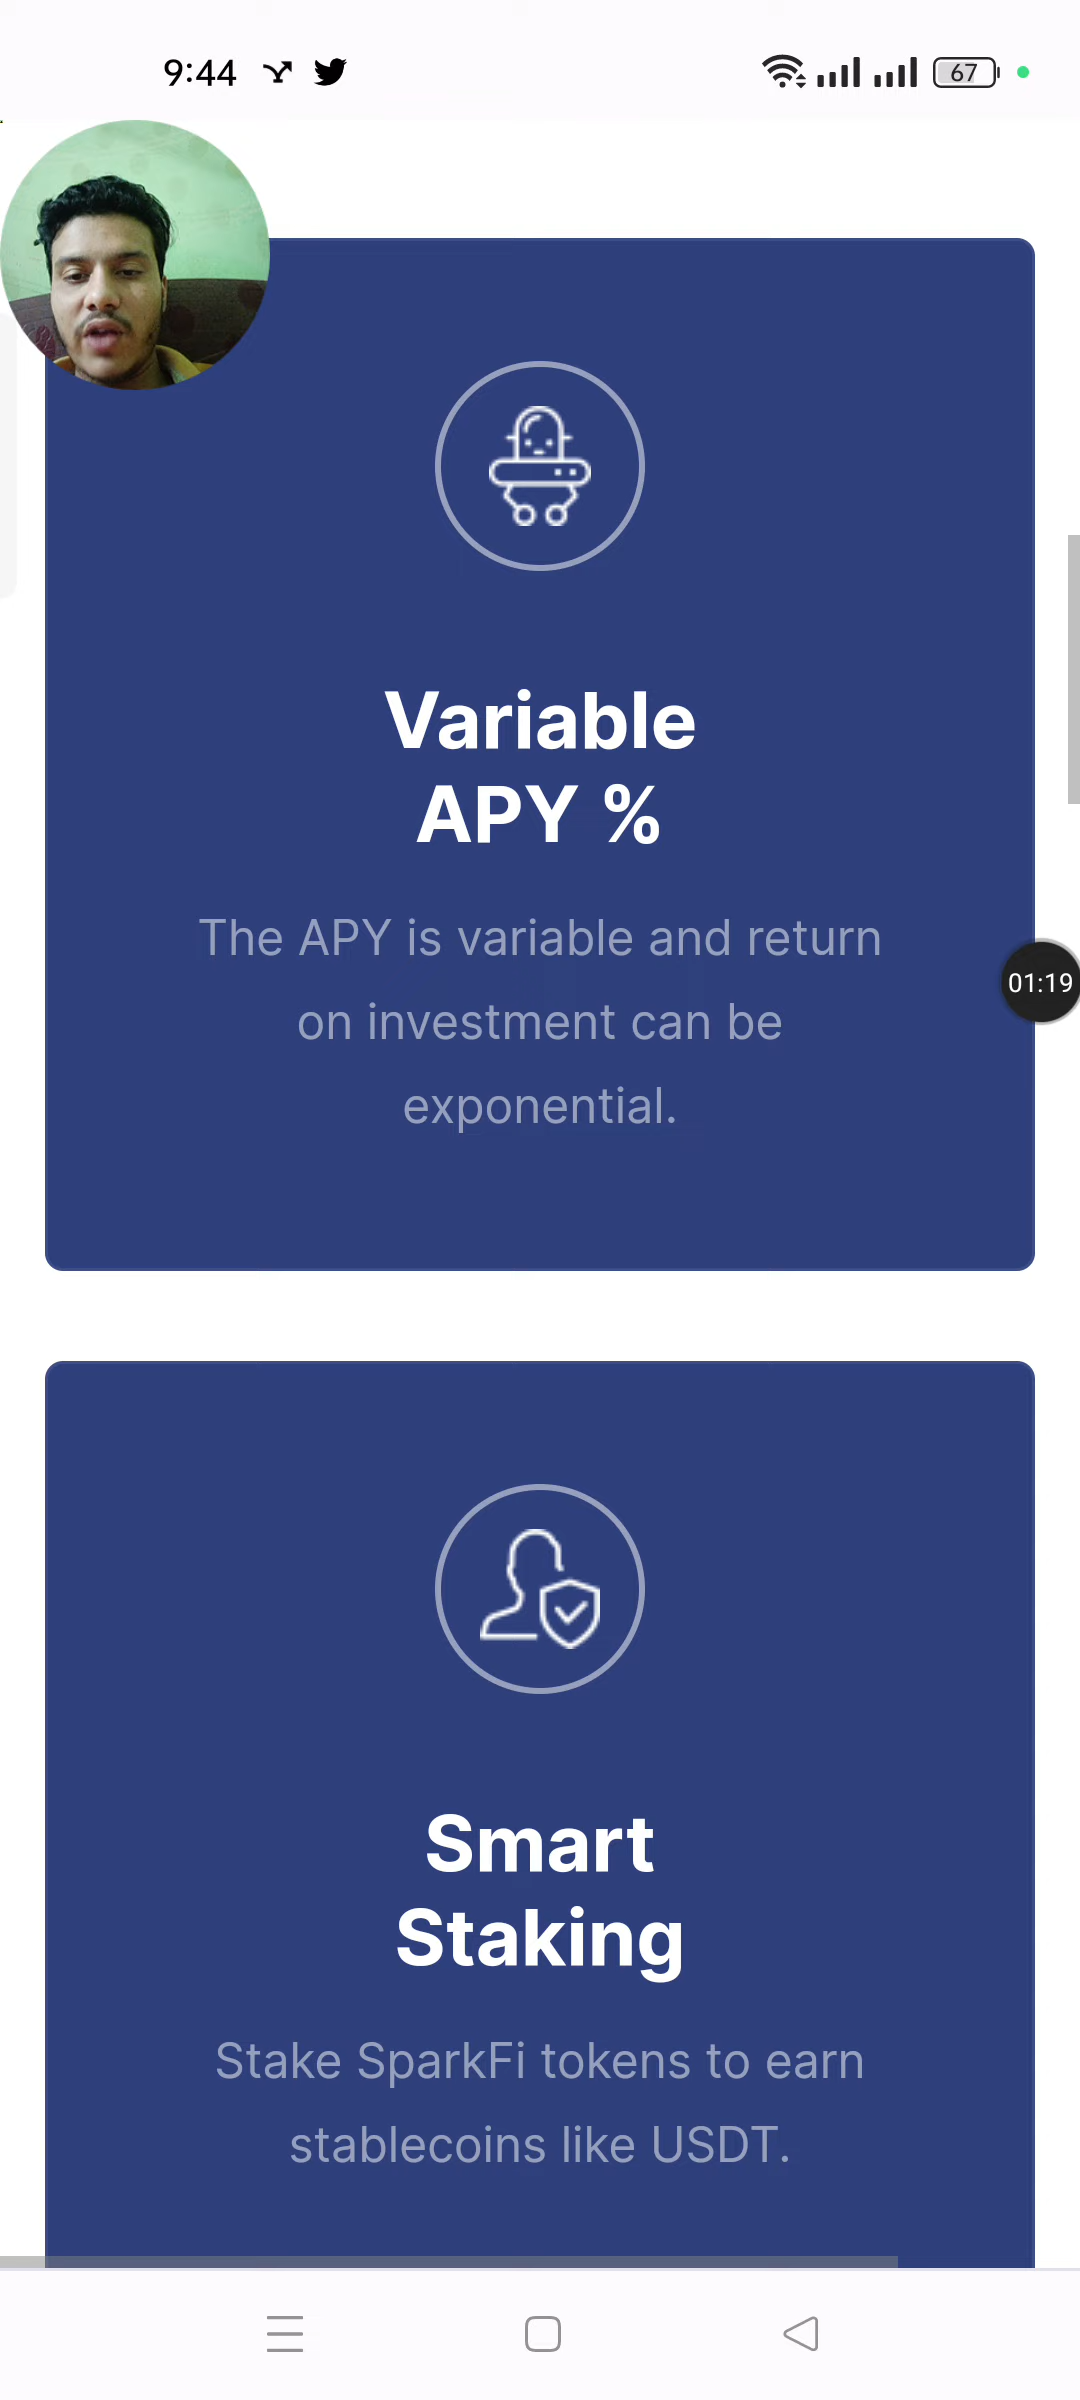 9:44
67
Variable
APY %
The APY is variable and return
on investment can be
exponential.
01:19
Smart
Staking
Stake SparkFi tokens to earn
stablecoins like USDT.